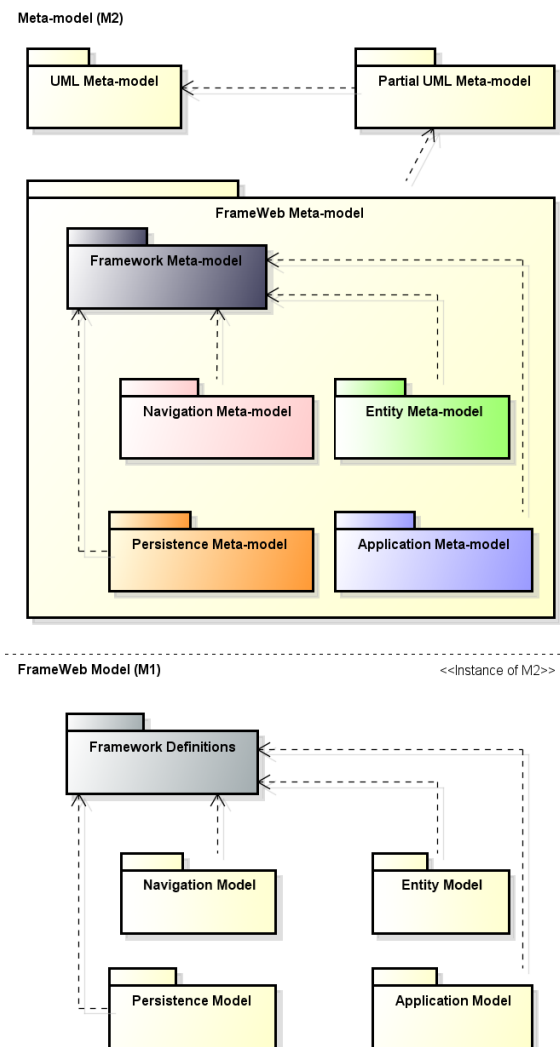 Meta-model (M2)
UML Meta-model
Partial UML Meta-model
FrameWeb Meta-model
Framework Meta-model
Navigation Meta-model
Entity Meta-model
Persistence Meta-model
Application Meta-model
FrameWeb Model (M1)
<<Instance of M2>>
Framework Definitions
Navigation Model
Entity Model
Persistence Model
Application Model